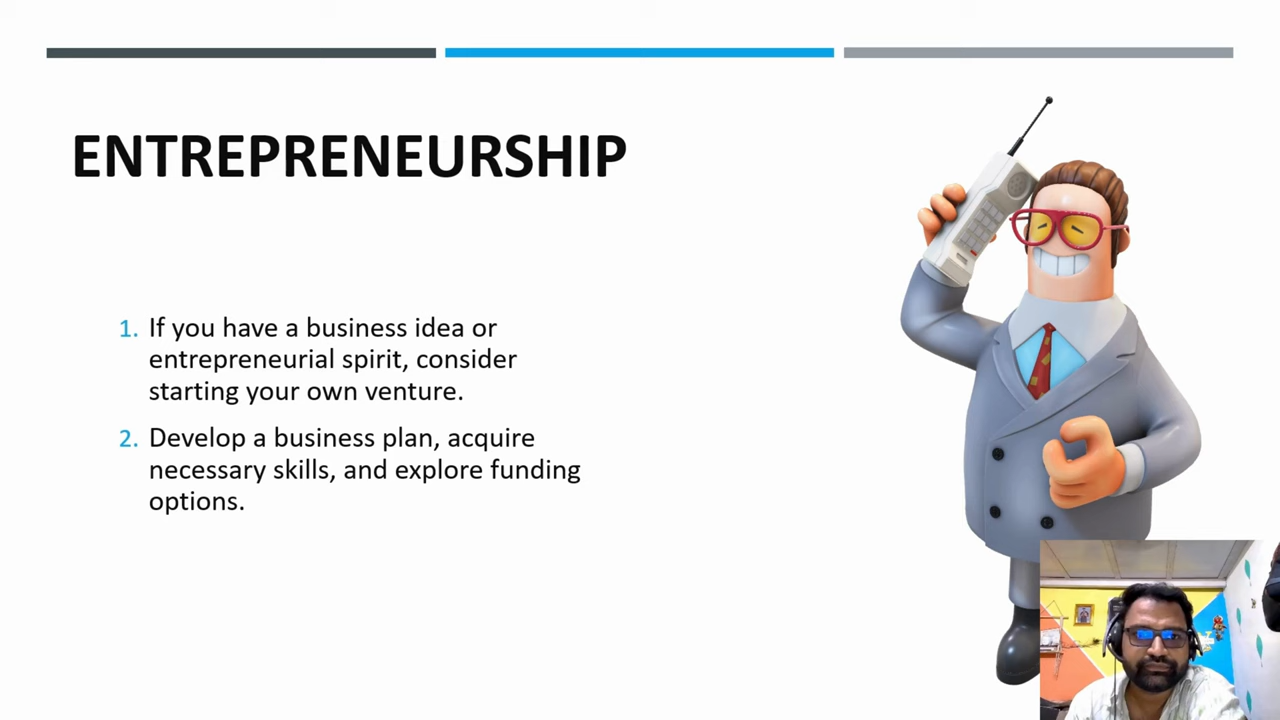 ENTREPRENEURSHIP
1. If you have a business idea or
entrepreneurial spirit, consider
starting your own venture.
2. Develop a business plan, acquire
necessary skills, and explore funding
options.